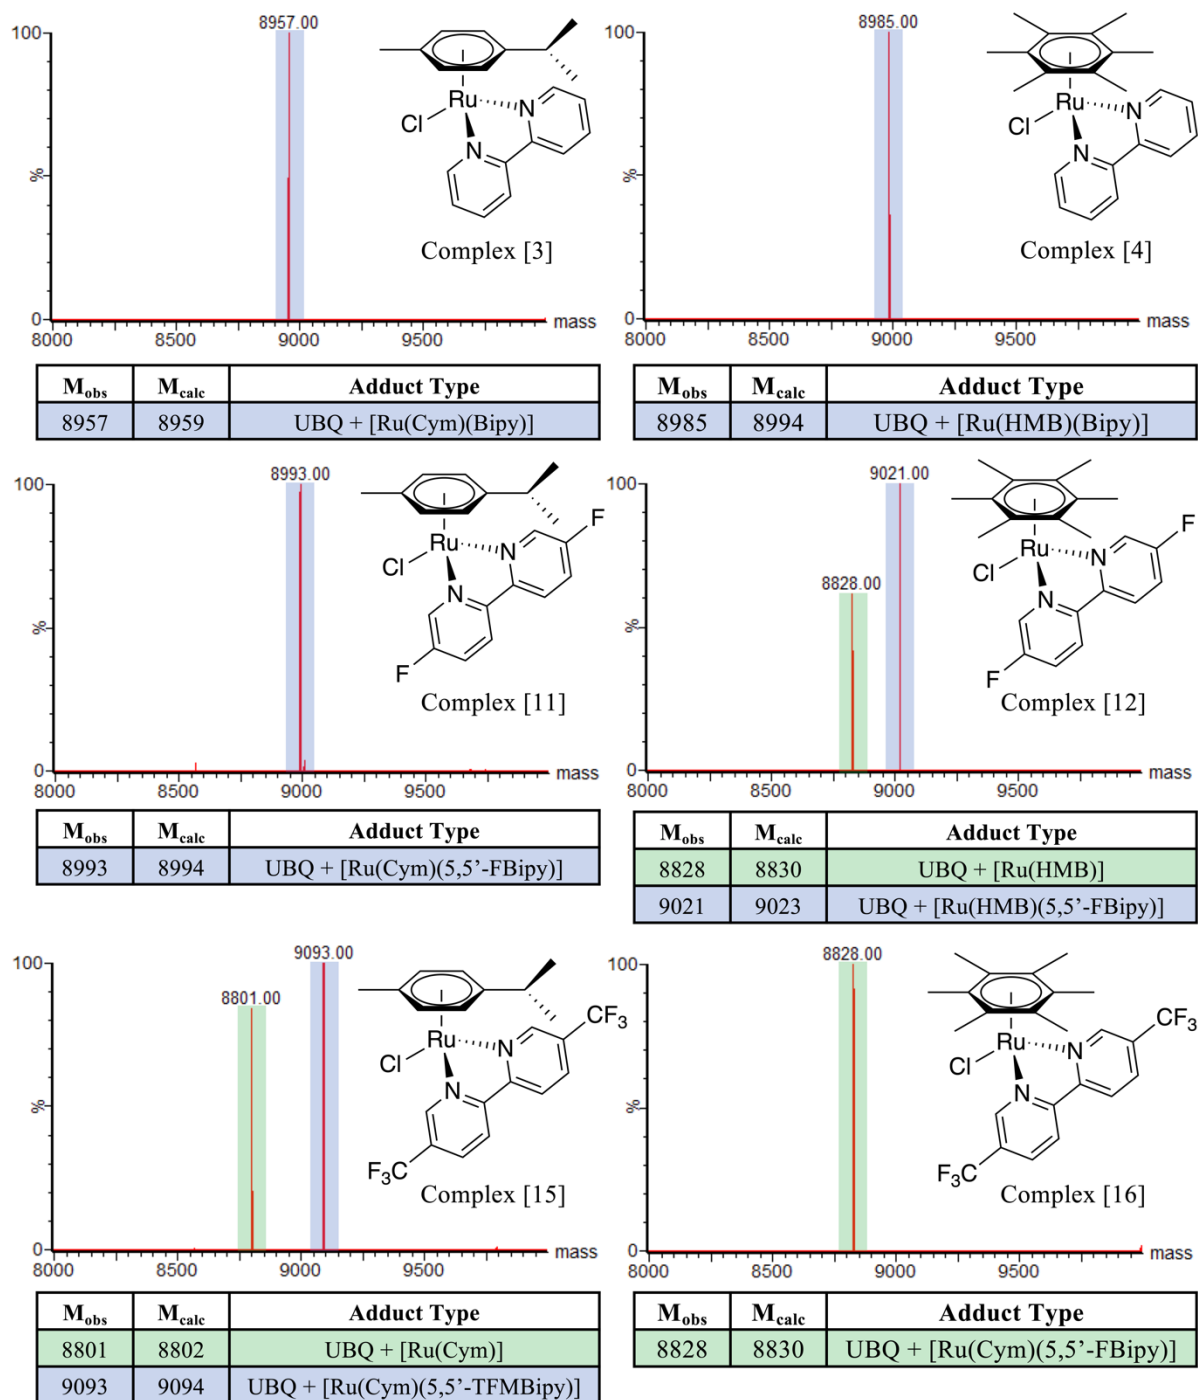 8957.00
100
%
0
8000 8500 9000 9500 mass
Ru
Cl
N
N
Complex [3]
Mobs Mcalc Adduct Type
8957 8959 UBQ + [Ru(Cym)(Bipy)]
8985.00
100
%
0
8000 8500 9000 9500 mass
Ru
Cl
N
N
Complex [4]
Mobs Mcalc Adduct Type
8985 8994 UBQ + [Ru(HMB)(Bipy)]
8993.00
100
%
0
8000 8500 9000 9500 mass
F
Ru
Cl
N
N
F
Complex [11]
Mobs Mcalc Adduct Type
8993 8994 UBQ + [Ru(Cym)(5,5’-FBipy)]
9021.00
100
8828.00
%
0
8000 8500 9000 9500 mass
F
Ru
Cl
N
N
F
Complex [12]
Mobs Mcalc Adduct Type
8828 8830 UBQ + [Ru(HMB)]
9021 9023 UBQ + [Ru(HMB)(5,5’-FBipy)]
9093.00
100
8801.00
%
0
8000 8500 9000 9500 mass
CF3
Ru
Cl
N
N
F3C
Complex [15]
Mobs Mcalc Adduct Type
8801 8802 UBQ + [Ru(Cym)]
9093 9094 UBQ + [Ru(Cym)(5,5’-TFMBipy)]
8828.00
100
%
0
8000 8500 9000 9500 mass
CF3
Ru
Cl
N
N
F3C
Complex [16]
Mobs Mcalc Adduct Type
8828 8830 UBQ + [Ru(Cym)(5,5’-FBipy)]